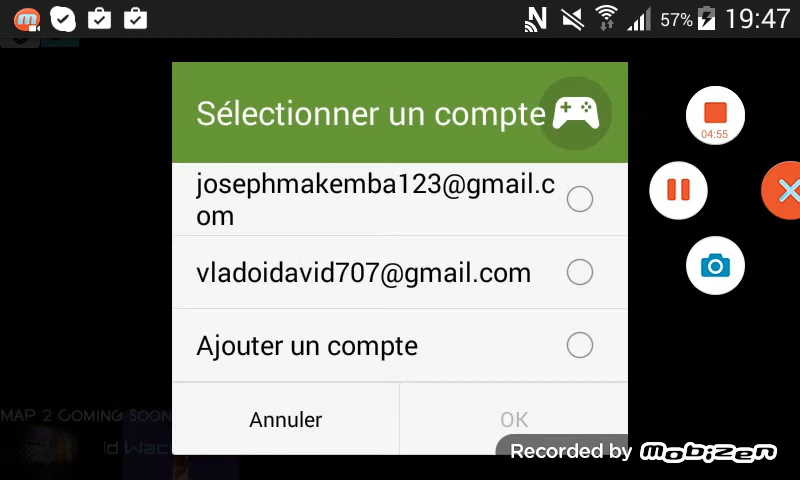 57% 19:47
Sélectionner un compte
04:55
josephmakemba123@gmail.c
om
vladoidavid707@gmail.com
Ajouter un compte
Annuler
OK
MAP 2 COMING SOON
Recorded by mobizen